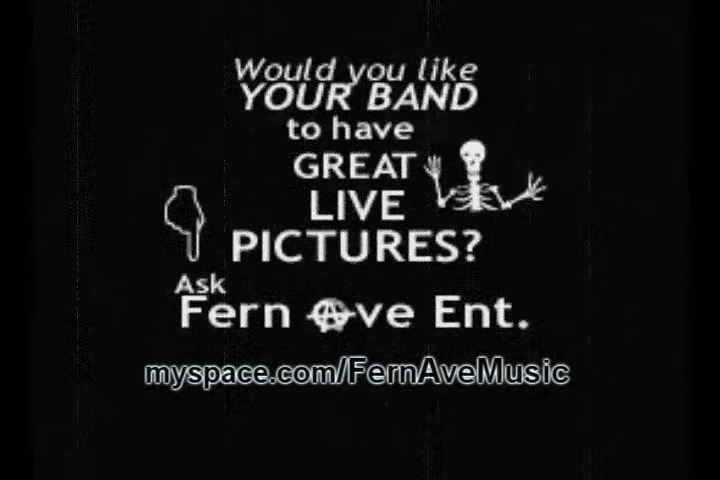 Would you like
YOUR BAND
to have
GREAT
LIVE
PICTURES?
Ask
Fern Ave Ent.
myspace.com/FernAveMusic